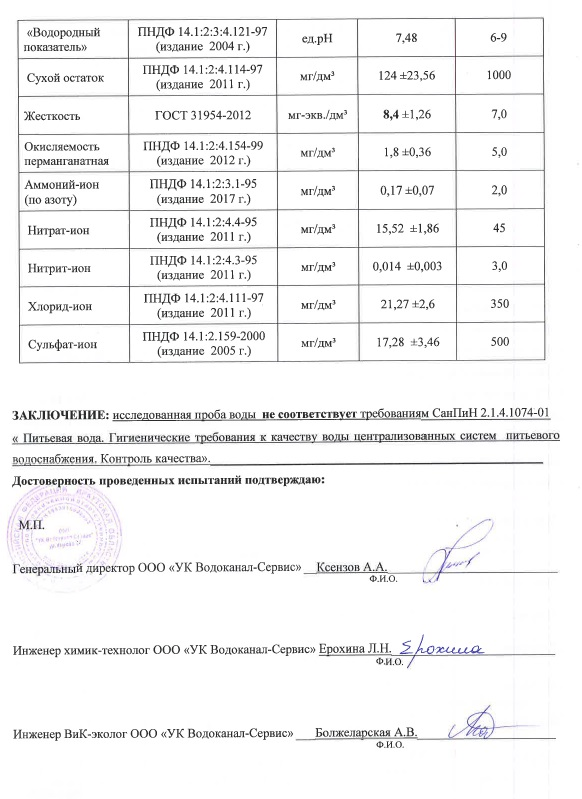 «Водородный показатель» ПНДФ 14.1:2:3:4.121-97 (издание 2004 г.) ед.рН 7,48 6-9
Сухой остаток ПНДФ 14.1:2:4.114-97 (издание 2011 г.) мг/дм³ 124 ±23,56 1000
Жесткость ГОСТ 31954-2012 мг-экв./дм³ 8,4 ±1,26 7,0
Окисляемость перманганатная ПНДФ 14.1:2:4.154-99 (издание 2012 г.) мг/дм³ 1,8 ±0,36 5,0
Аммоний-ион (по азоту) ПНДФ 14.1:2:3.1-95 (издание 2017 г.) мг/дм³ 0,17 ±0,07 2,0
Нитрат-ион ПНДФ 14.1:2:4.4-95 (издание 2011 г.) мг/дм³ 15,52 ±1,86 45
Нитрит-ион ПНДФ 14.1:2:4.3-95 (издание 2011 г.) мг/дм³ 0,014 ±0,003 3,0
Хлорид-ион ПНДФ 14.1:2:4.111-97 (издание 2011 г.) мг/дм³ 21,27 ±2,6 350
Сульфат-ион ПНДФ 14.1:2.159-2000 (издание 2005 г.) мг/дм³ 17,28 ±3,46 500
ЗАКЛЮЧЕНИЕ: исследованная проба воды не соответствует требованиям СанПиН 2.1.4.1074-01
« Питьевая вода. Гигиенические требования к качеству воды централизованных систем питьевого
водоснабжения. Контроль качества».
Достоверность проведенных испытаний подтверждаю:
М.П.
Генеральный директор ООО «УК Водоканал-Сервис» Ксензов А.А.
Ф.И.О.
Инженер химик-технолог ООО «УК Водоканал-Сервис» Ерохина Л.Н. Ерохина
Ф.И.О.
Инженер ВиК-эколог ООО «УК Водоканал-Сервис» Болжеларская А.В.
Ф.И.О.